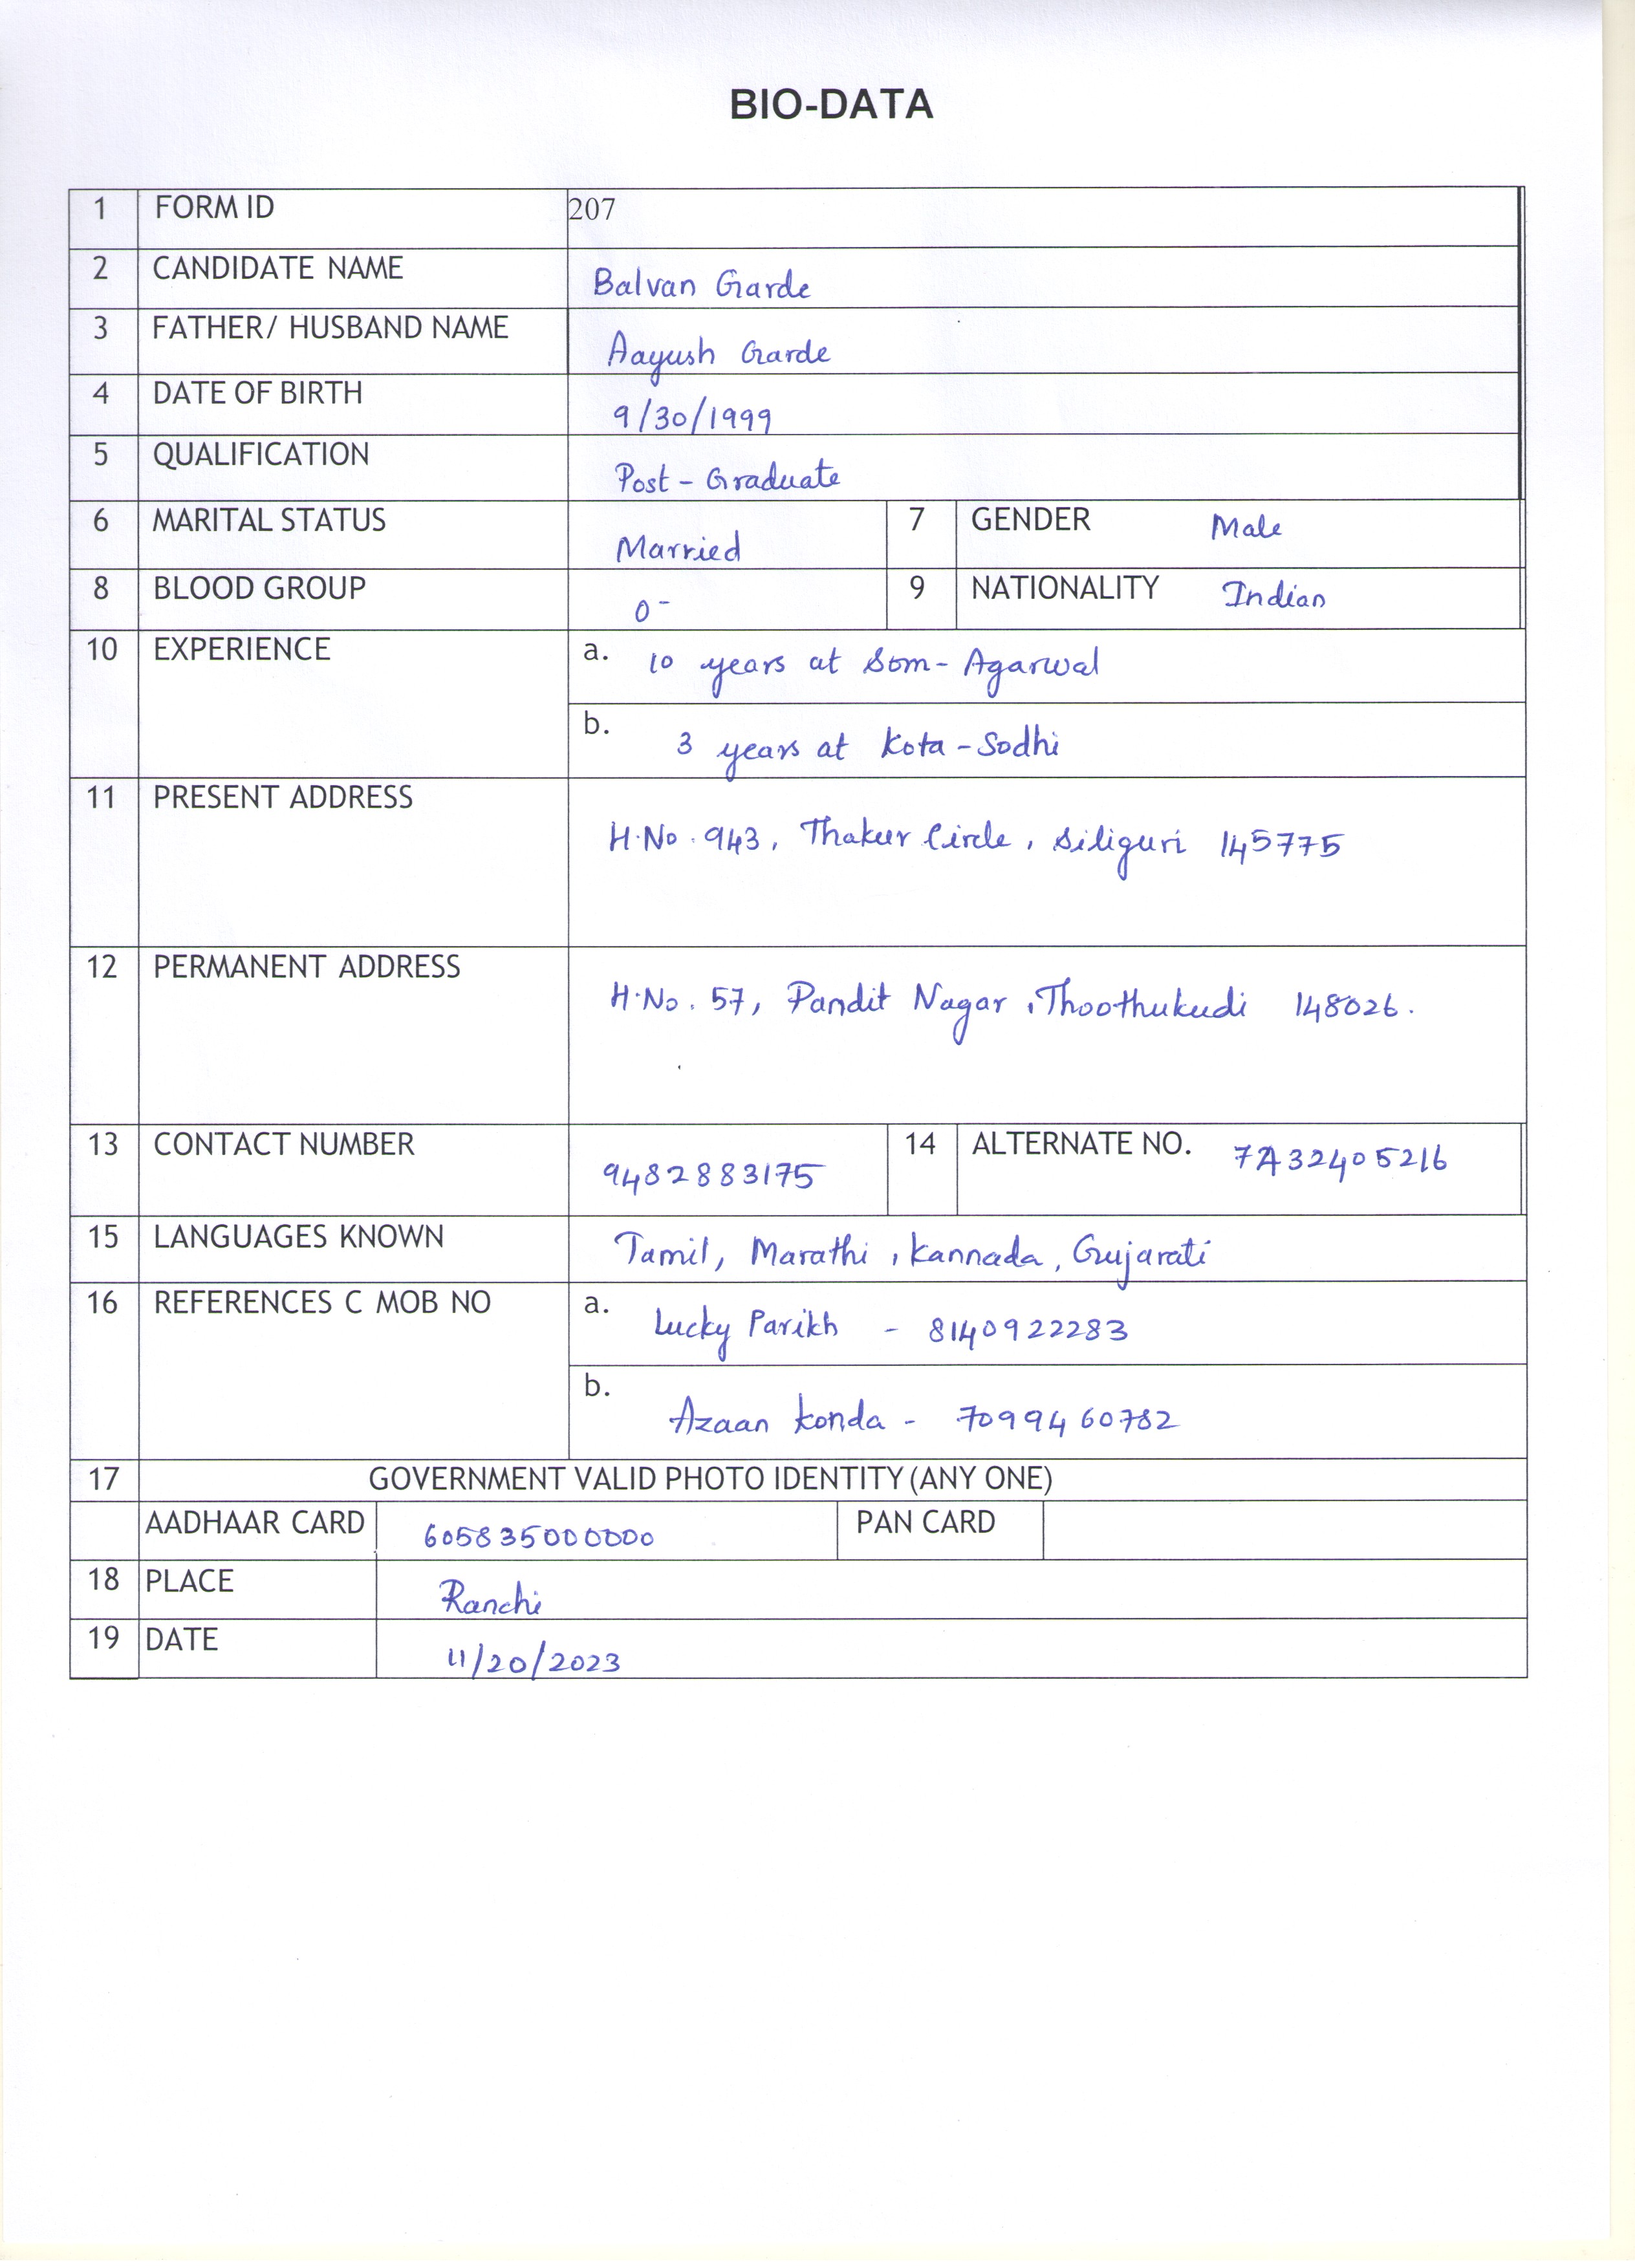 BIO-DATA
1 FORM ID 207
2 CANDIDATE NAME Balvan Garde
3 FATHER/ HUSBAND NAME Aayush Garde
4 DATE OF BIRTH 9/30/1999
5 QUALIFICATION Post - Graduate
6 MARITAL STATUS Married 7 GENDER Male
8 BLOOD GROUP O- 9 NATIONALITY Indian
10 EXPERIENCE a. 10 years at Som-Agarwal
b. 3 years at Kota-Sodhi
11 PRESENT ADDRESS H.No. 943, Thakur Circle, Siliguri 145775
12 PERMANENT ADDRESS H.No. 57, Pandit Nagar, Thoothukudi 148026.
13 CONTACT NUMBER 9482883175 14 ALTERNATE NO.
15 LANGUAGES KNOWN Tamil, Marathi, Kannada, Gujarati
16 REFERENCES C MOB NO a. Lucky Parikh - 8140922283
b. Azaan Konda - 7099460782
17 GOVERNMENT VALID PHOTO IDENTITY (ANY ONE)
AADHAAR CARD 605835000000 PAN CARD
18 PLACE Ranchi
19 DATE 11/20/2023